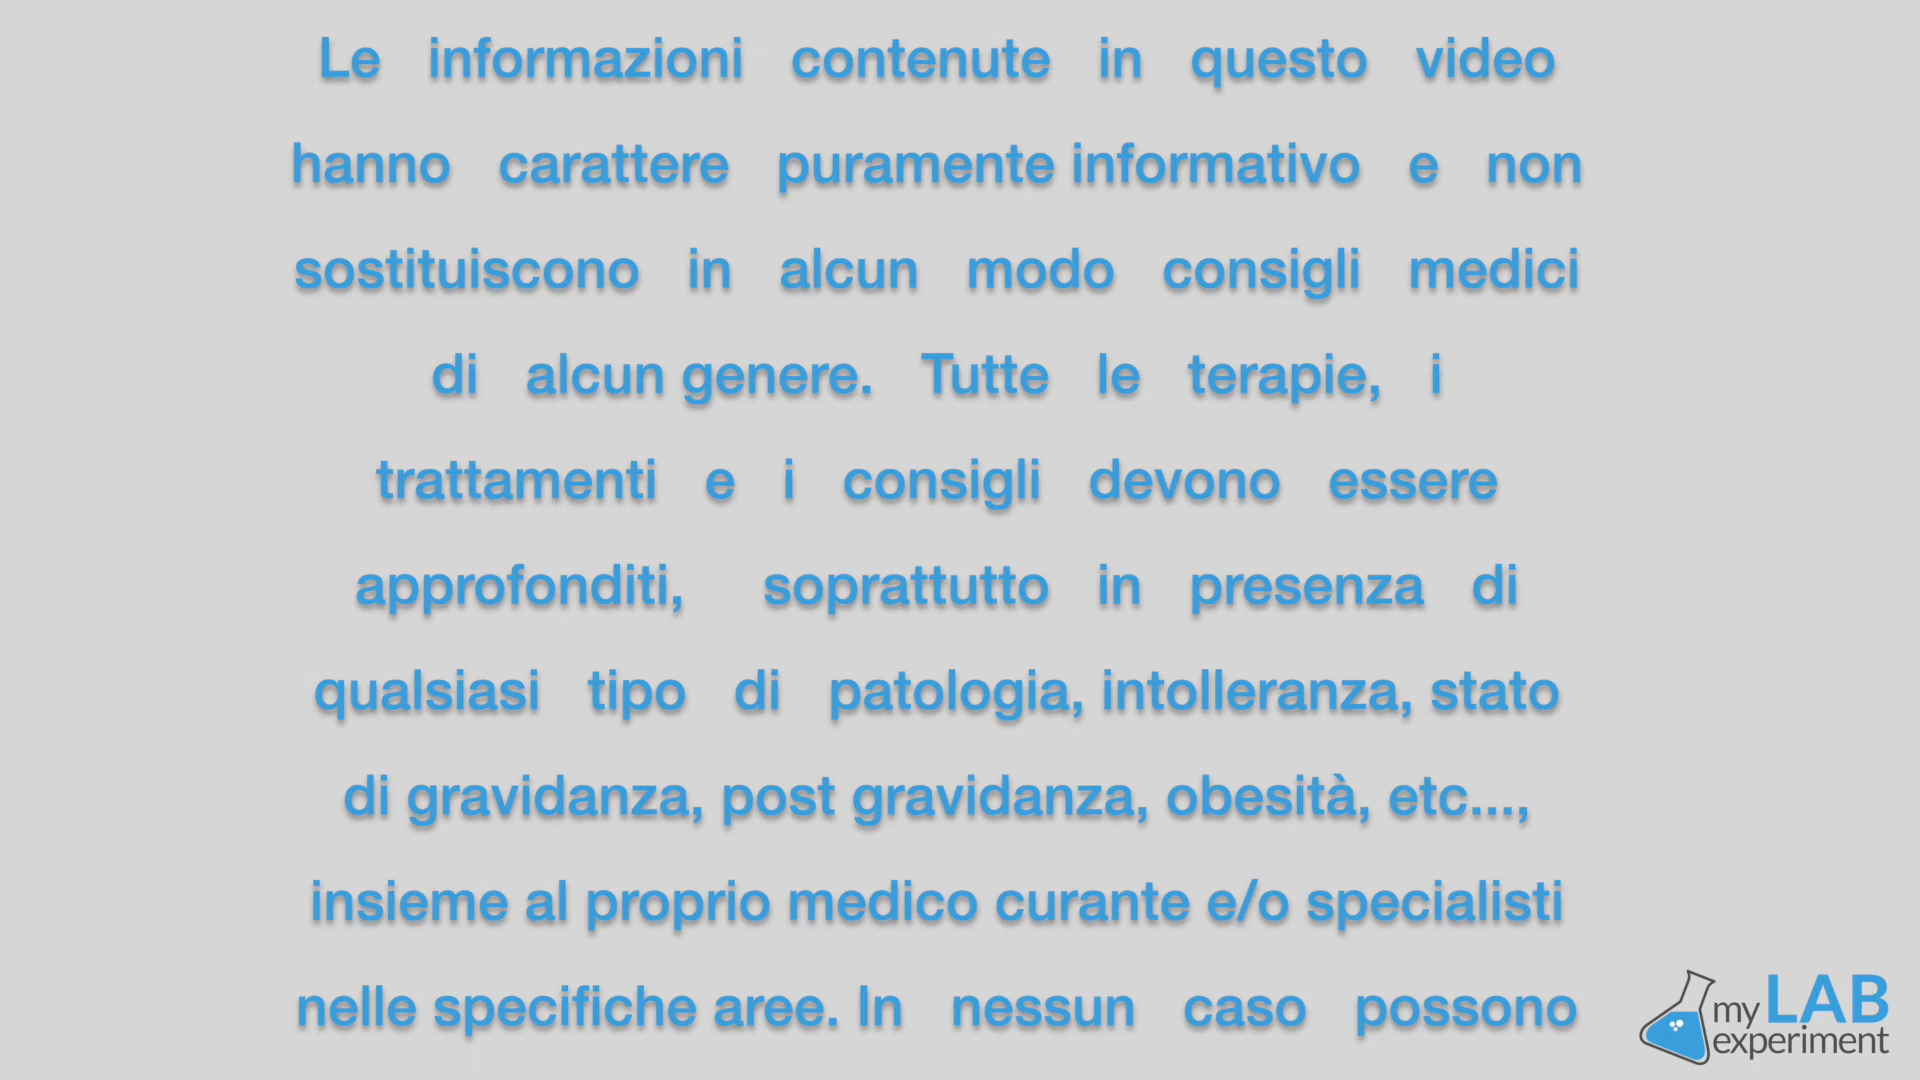 Le informazioni contenute in questo video
hanno carattere puramente informativo e non
sostituiscono in alcun modo consigli medici
di alcun genere. Tutte le terapie, i
trattamenti e i consigli devono essere
approfonditi, soprattutto in presenza di
qualsiasi tipo di patologia, intolleranza, stato
di gravidanza, post gravidanza, obesità, etc...,
insieme al proprio medico curante e/o specialisti
nelle specifiche aree. In nessun caso possono
my LAB
experiment